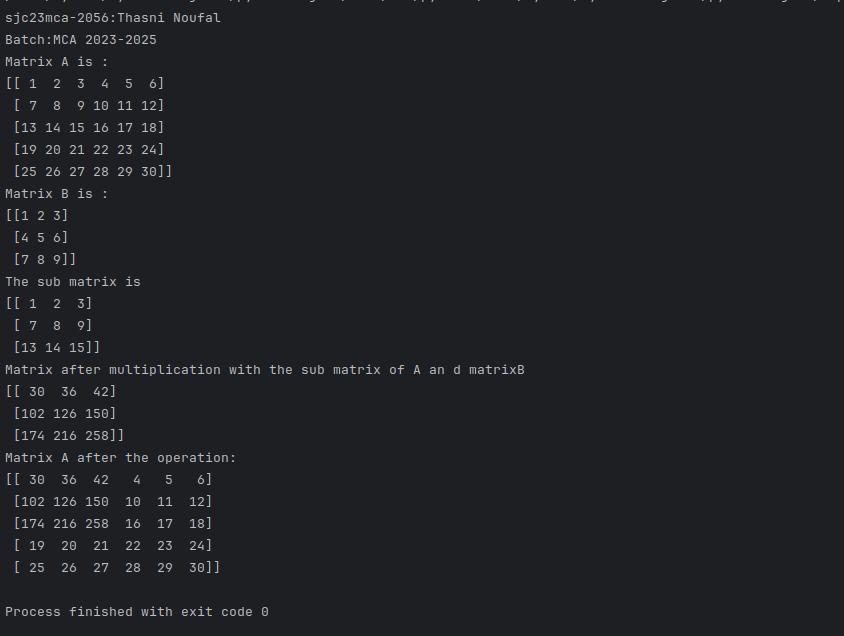 sjc23mca-2056:Thasni Noufal
Batch:MCA 2023-2025
Matrix A is :
[[ 1  2  3  4  5  6]
 [ 7  8  9 10 11 12]
 [13 14 15 16 17 18]
 [19 20 21 22 23 24]
 [25 26 27 28 29 30]]
Matrix B is :
[[1 2 3]
 [4 5 6]
 [7 8 9]]
The sub matrix is
[[ 1  2  3]
 [ 7  8  9]
 [13 14 15]]
Matrix after multiplication with the sub matrix of A an d matrixB
[[ 30  36  42]
 [102 126 150]
 [174 216 258]]
Matrix A after the operation:
[[ 30  36  42   4   5   6]
 [102 126 150  10  11  12]
 [174 216 258  16  17  18]
 [ 19  20  21  22  23  24]
 [ 25  26  27  28  29  30]]
Process finished with exit code 0